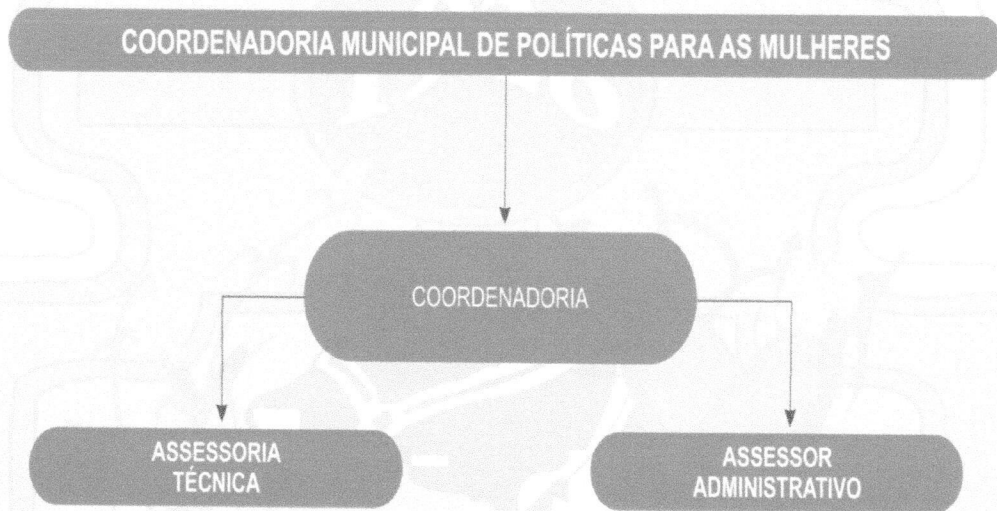 COORDENADORIA MUNICIPAL DE POLÍTICAS PARA AS MULHERES
COORDENADORIA
ASSESSORIA
TÉCNICA
ASSESSOR
ADMINISTRATIVO